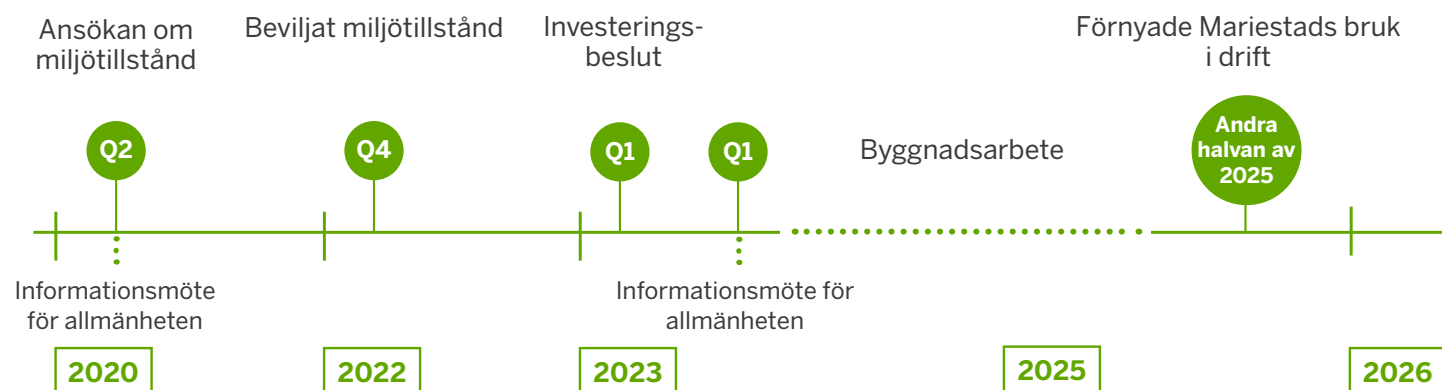 Ansökan om
miljötillstånd
Beviljat miljötillstånd
Investerings-
beslut
Förnyade Mariestads bruk
i drift
Q2
Q4
Q1
Q1
Byggnadsarbete
Andra
halvan av
2025
Informationsmöte
för allmänheten
Informationsmöte för
allmänheten
2020
2022
2023
2025
2026